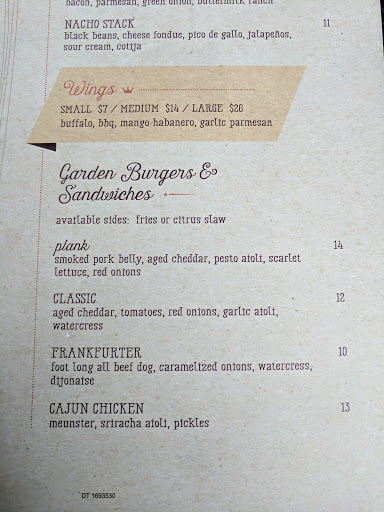 bacon, parmesan, green onion, buttermilk ranch
NACHO STACK 11
black beans, cheese fondue, pico de gallo, jalapeños,
sour cream, cotija
Wings
SMALL $7 / MEDIUM $14 / LARGE $26
buffalo, bbq, mango-habanero, garlic parmesan
Garden Burgers &
Sandwiches
available sides: fries or citrus slaw
plank 14
smoked pork belly, aged cheddar, pesto aioli, scarlet
lettuce, red onions
CLASSIC 12
aged cheddar, tomatoes, red onions, garlic aioli,
watercress
FRANKFURTER 10
foot long all beef dog, caramelized onions, watercress,
dijonaise
CAJUN CHICKEN 13
meunster, sriracha aioli, pickles
DT 1693530